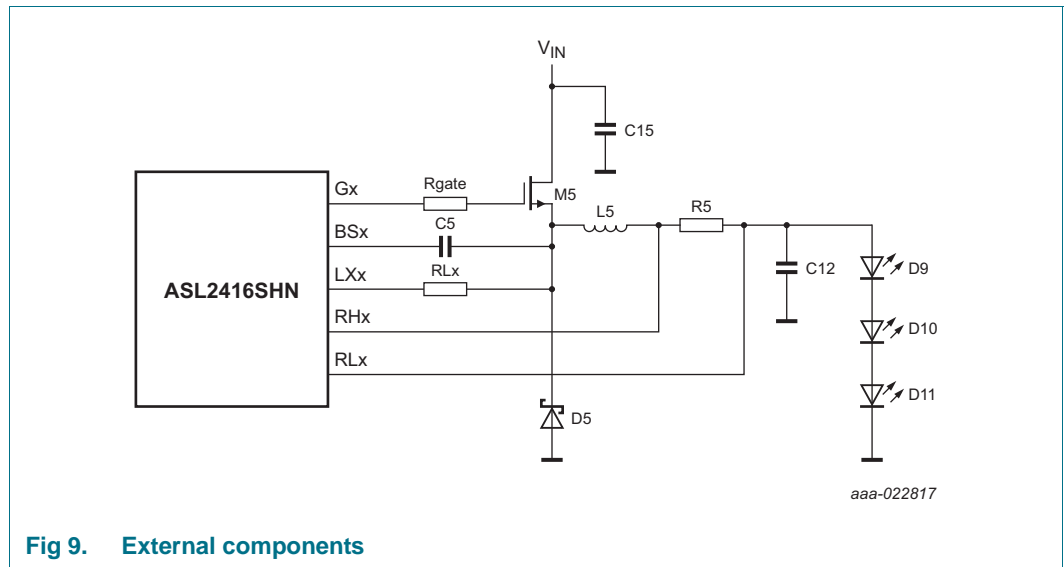 VIN
C15
Gx
Rgate
M5
BSx
C5
L5
R5
LXx
RLx
C12
D9
ASL2416SHN
RHx
D10
RLx
D11
D5
aaa-022817
Fig 9. External components